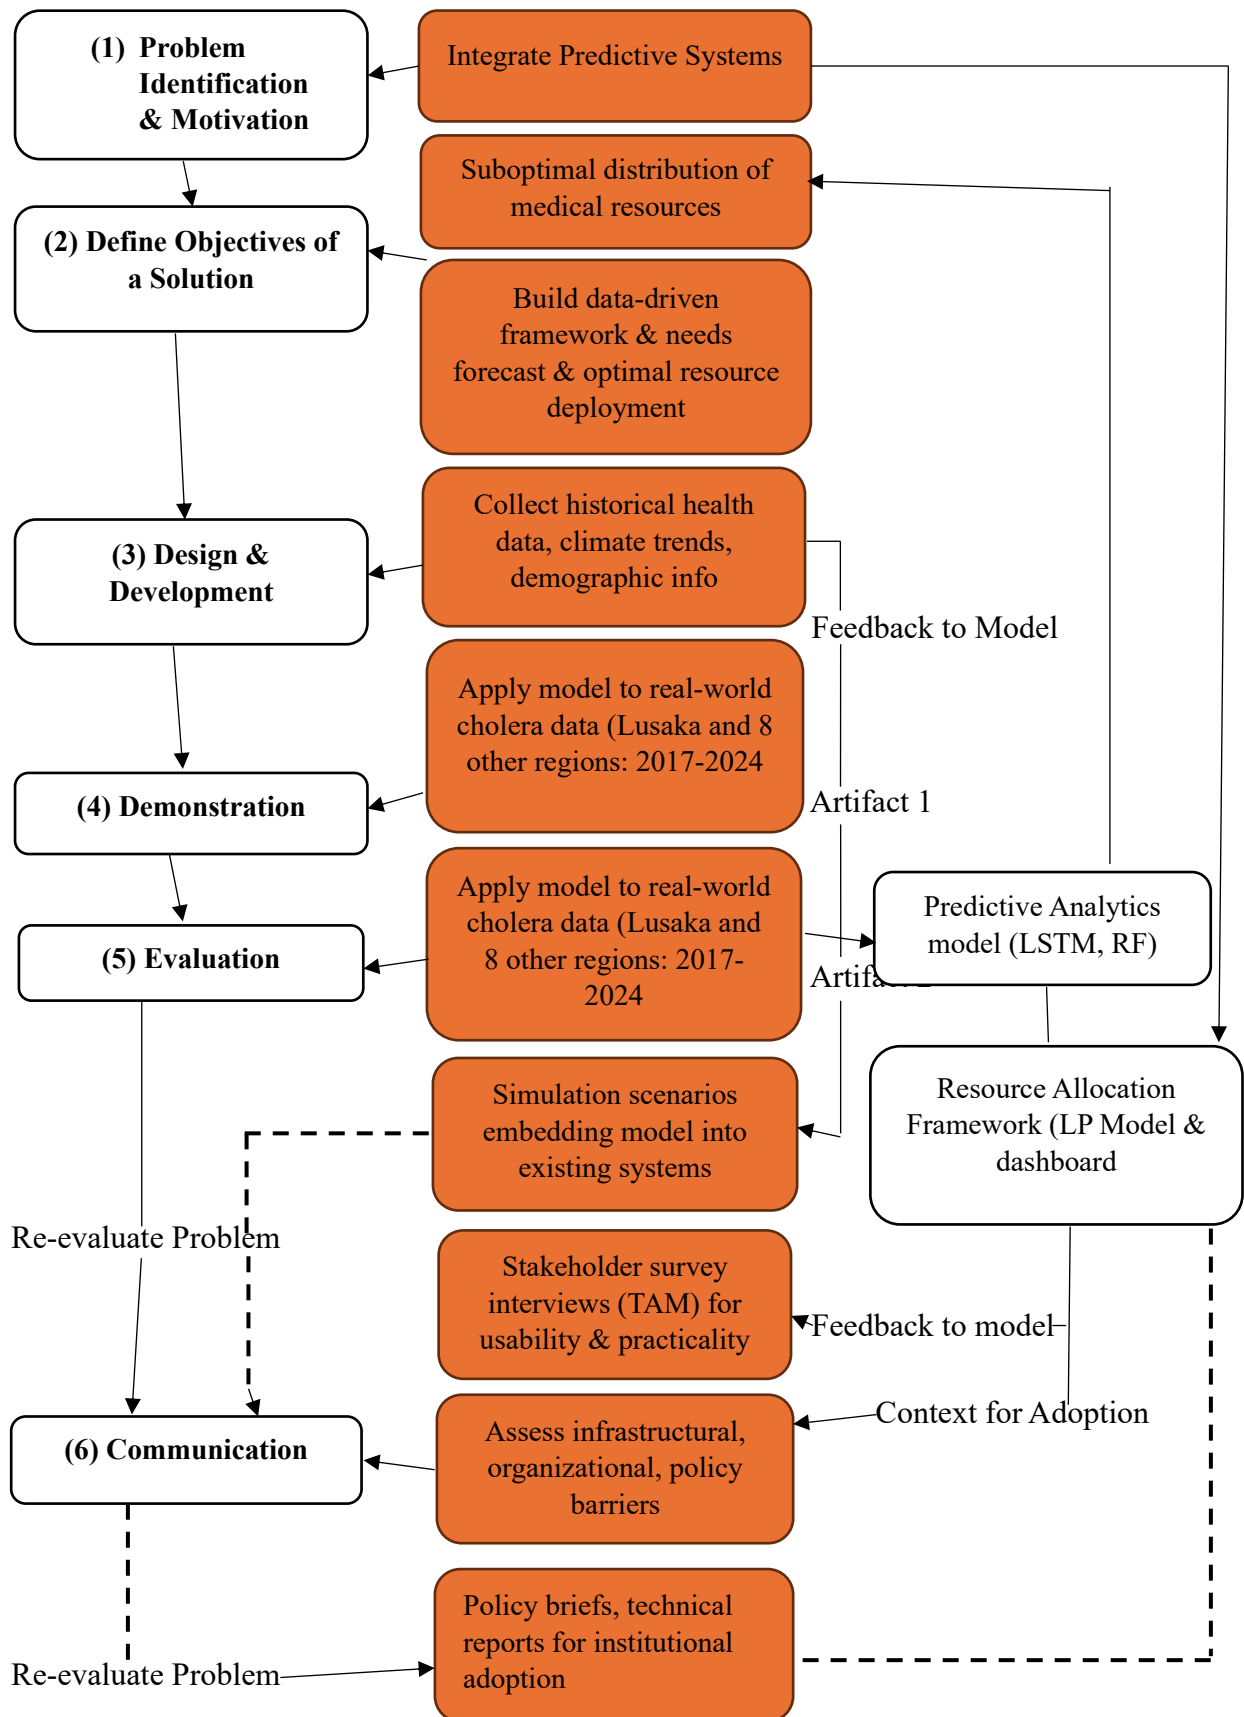 (1) Problem
Identification
& Motivation
Integrate Predictive Systems
Suboptimal distribution of
medical resources
(2) Define Objectives of
a Solution
Build data-driven
framework & needs
forecast & optimal resource
deployment
(3) Design &
Development
Collect historical health
data, climate trends,
demographic info
Feedback to Model
Apply model to real-world
cholera data (Lusaka and 8
other regions: 2017-2024
(4) Demonstration
Artifact 1
Apply model to real-world
cholera data (Lusaka and
8 other regions: 2017-
2024
(5) Evaluation
Predictive Analytics
model (LSTM, RF)
Simulation scenarios
embedding model into
existing systems
Resource Allocation
Framework (LP Model &
dashboard
Re-evaluate Problem
Stakeholder survey
interviews (TAM) for
usability & practicality
Feedback to model
Context for Adoption
Assess infrastructural,
organizational, policy
barriers
(6) Communication
Policy briefs, technical
reports for institutional
adoption
Re-evaluate Problem